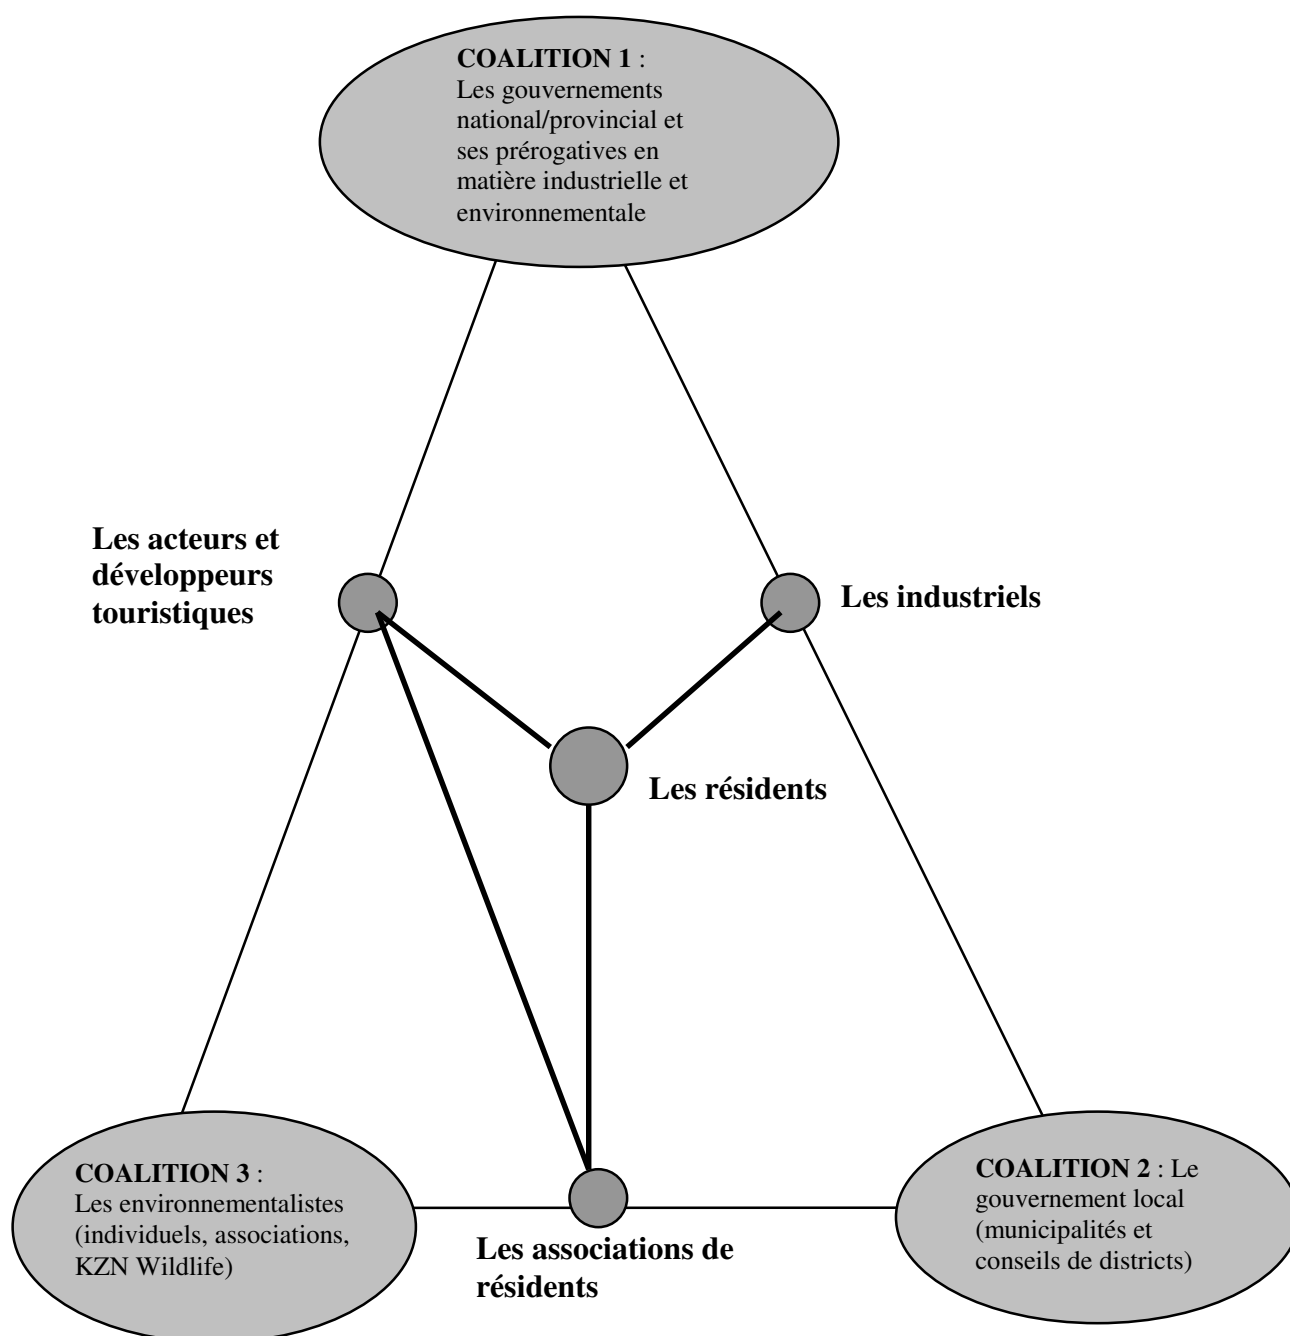 COALITION 1 :
Les gouvernements
national/provincial et
ses prérogatives en
matière industrielle et
environnementale
Les acteurs et
développeurs
touristiques
Les industriels
Les résidents
COALITION 3 :
Les environnementalistes
(individuels, associations,
KZN Wildlife)
Les associations de
résidents
COALITION 2 : Le
gouvernement local
(municipalités et
conseils de districts)